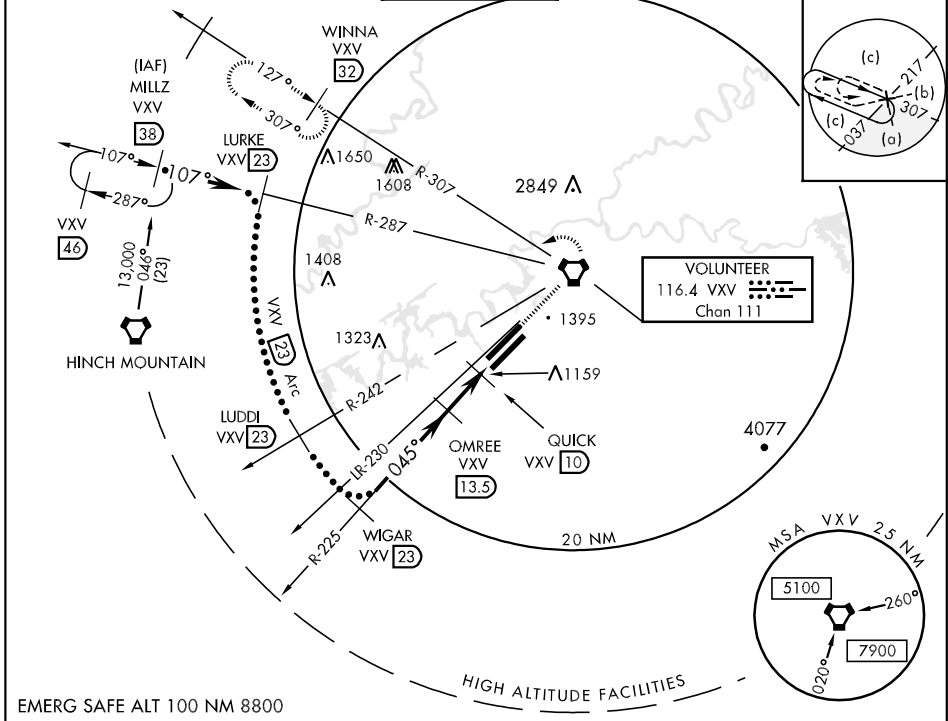 WINNA
VXV
32
(IAF)
MILLZ
VXV
38
127°
307°
LURKE
VXV 23
107°
107°
287°
VXV
46
13,000
046°
(23)
HINCH MOUNTAIN
1650
1608
R-307
2849
R-287
1408
VXV 23 Arc
1323
1395
1159
VOLUNTEER
116.4 VXV
Chan 111
R-242
LUDDI
VXV 23
LR-230
045°
R-225
WIGAR
VXV 23
OMREE
VXV
13.5
QUICK
VXV 10
4077
20 NM
(c)
217
(b)
307
(c)
037
(a)
MSA VXV 25 NM
5100
260°
7900
020°
HIGH ALTITUDE FACILITIES
EMERG SAFE ALT 100 NM 8800